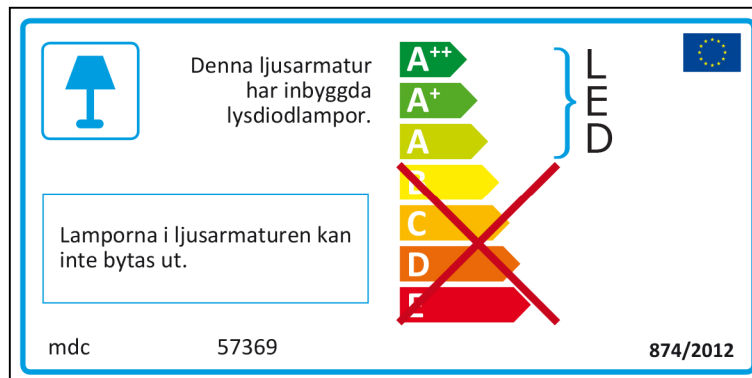 Denna ljusarmatur
har inbyggda
lysdiodlampor.
A++
A+
A
B
C
D
E
L
E
D
Lamporna i ljusarmaturen kan
inte bytas ut.
mdc 57369
874/2012